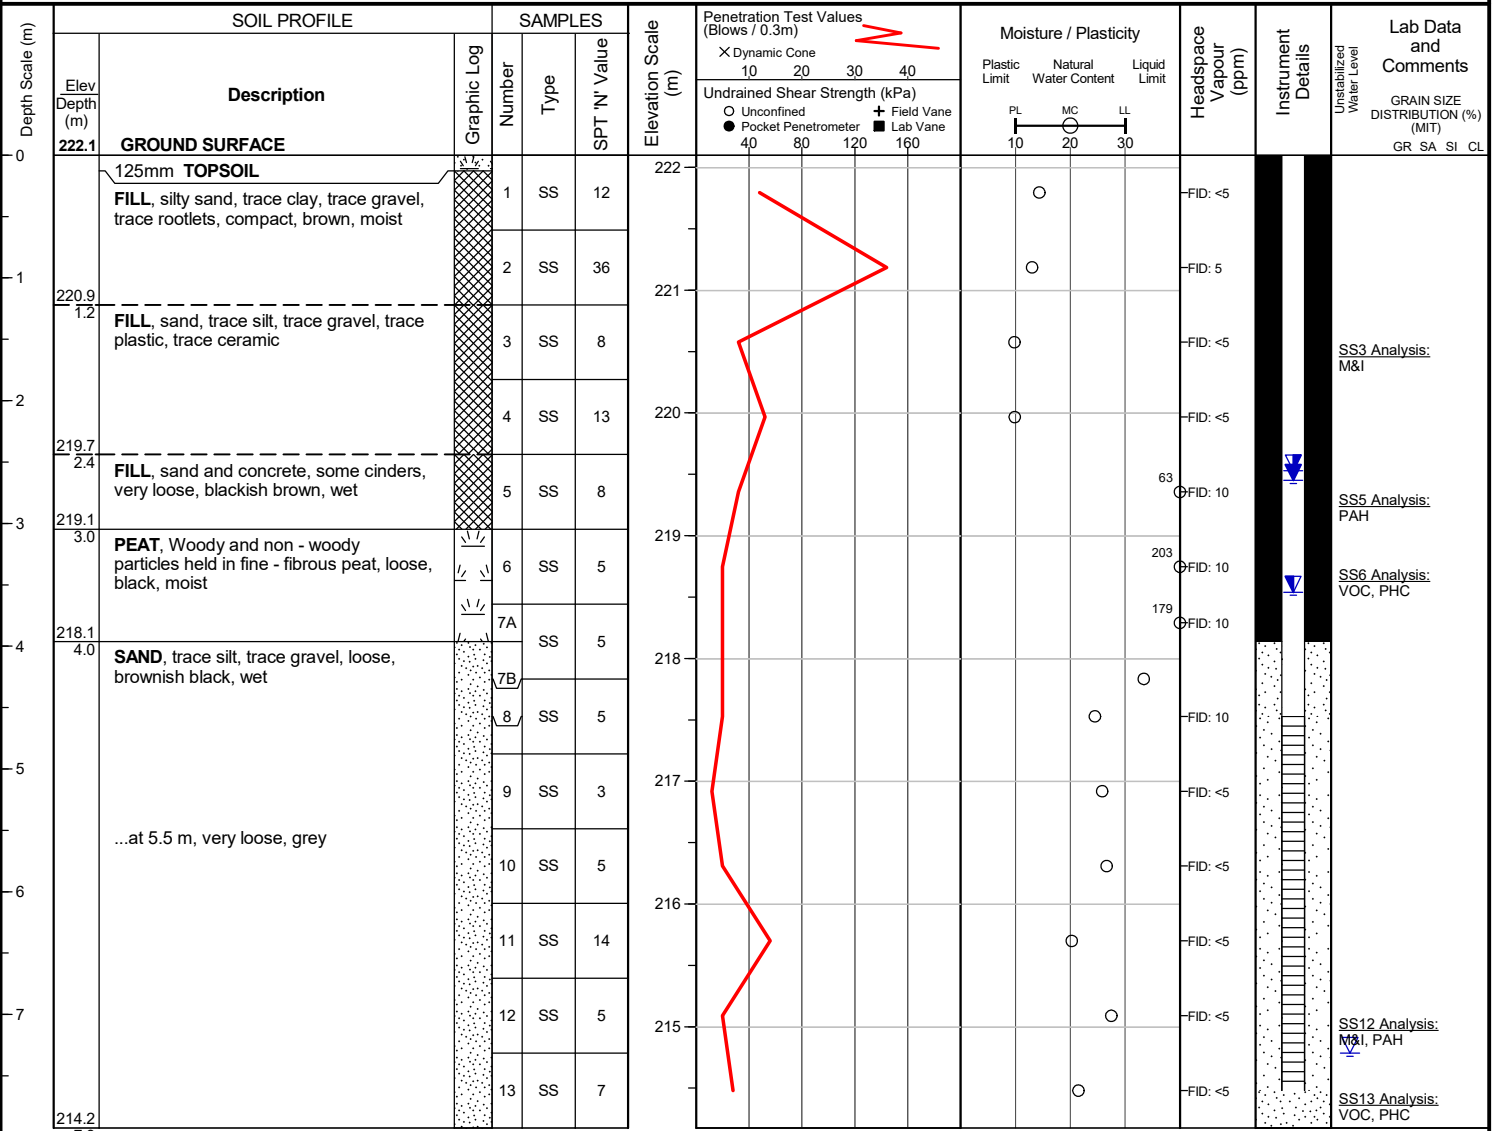 SOIL PROFILE
SAMPLES
Depth Scale (m)
Elev
Depth
(m)
222.1
Description
GROUND SURFACE
Graphic Log
Number
Type
SPT 'N' Value
Elevation Scale
(m)
Penetration Test Values
(Blows / 0.3m)
× Dynamic Cone
10 20 30 40
Undrained Shear Strength (kPa)
Unconfined
Field Vane
Pocket Penetrometer
Lab Vane
40 80 120 160
Moisture / Plasticity
Plastic
Limit
Natural
Water Content
Liquid
Limit
PL MC LL
10 20 30
Headspace
Vapour
(ppm)
Instrument
Details
Unstabilized
Water Level
Lab Data
and
Comments
GRAIN SIZE
DISTRIBUTION (%)
(MIT)
GR SA SI CL
0
1
2
3
4
5
6
7
125mm TOPSOIL
FILL, silty sand, trace clay, trace gravel,
trace rootlets, compact, brown, moist
220.9
1.2
FILL, sand, trace silt, trace gravel, trace
plastic, trace ceramic
219.7
2.4
FILL, sand and concrete, some cinders,
very loose, blackish brown, wet
219.1
3.0
PEAT, Woody and non - woody
particles held in fine - fibrous peat, loose,
black, moist
218.1
4.0
SAND, trace silt, trace gravel, loose,
brownish black, wet
...at 5.5 m, very loose, grey
214.2
1 SS 12
2 SS 36
3 SS 8
4 SS 13
5 SS 8
6 SS 5
7A
SS 5
7B
8 SS 5
9 SS 3
10 SS 5
11 SS 14
12 SS 5
13 SS 7
222
221
220
219
218
217
216
215
63
203
179
FID: <5
FID: 5
FID: <5
FID: <5
FID: 10
FID: 10
FID: 10
FID: 10
FID: <5
FID: <5
FID: <5
FID: <5
FID: <5
SS3 Analysis:
M&I
SS5 Analysis:
PAH
SS6 Analysis:
VOC, PHC
SS12 Analysis:
M&I, PAH
SS13 Analysis:
VOC, PHC